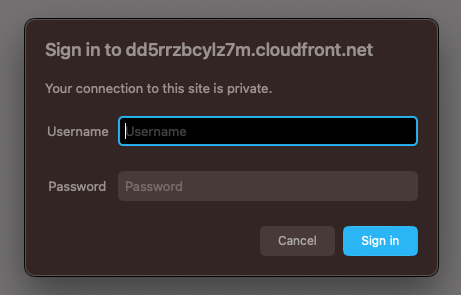 Sign in to dd5rrzbcylz7m.cloudfront.net
Your connection to this site is private.
Username
Username
Password
Password
Cancel
Sign in